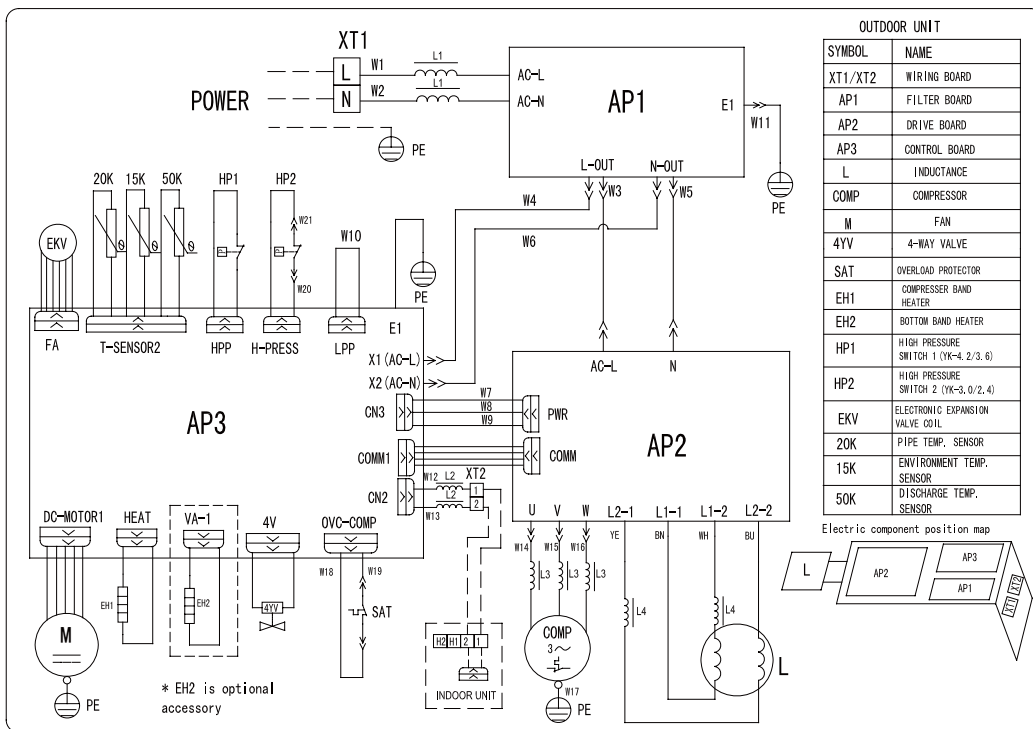 XT1
OUTDOOR UNIT
SYMBOL NAME
XT1/XT2 WIRING BOARD
AP1 FILTER BOARD
AP2 DRIVE BOARD
AP3 CONTROL BOARD
L INDUCTANCE
COMP COMPRESSOR
M FAN
4YV 4-WAY VALVE
SAT OVERLOAD PROTECTOR
EH1 COMPRESSER BAND
HEATER
EH2 BOTTOM BAND HEATER
HP1 HIGH PRESSURE
SWITCH 1 (YK-4.2/3.6)
HP2 HIGH PRESSURE
SWITCH 2 (YK-3.0/2.4)
EKV ELECTRONIC EXPANSION
VALVE COIL
20K PIPE TEMP. SENSOR
15K ENVIRONMENT TEMP.
SENSOR
50K DISCHARGE TEMP.
SENSOR
Electric component position map
L AP2 AP3 AP1 XT1 XT2
POWER
L W1 L1 AC-L
N W2 L1 AC-N
AP1
E1
W11
PE
PE
L-OUT N-OUT
W3 W5
W4
W6
20K 15K 50K HP1 HP2
W21
W20
W10
EKV
θ θ θ
P P
PE
FA T-SENSOR2 HPP H-PRESS LPP E1
X1 (AC-L)
X2 (AC-N)
AC-L N
AP3
CN3 W7 W8 W9 PWR
COMM1 COMM
CN2 W12 L2 XT2 1
W13 L2 2
AP2
U V W L2-1 L1-1 L1-2 L2-2
W14 W15 W16 YE BN WH BU
L3 L3 L3
L4 L4
L
COMP
3~
W17
PE
DC-MOTOR1 HEAT VA-1 4V OVC-COMP
W18 W19
EH1 EH2 4YV SAT
M
PE
* EH2 is optional
accessory
H2 H1 2 1
INDOOR UNIT